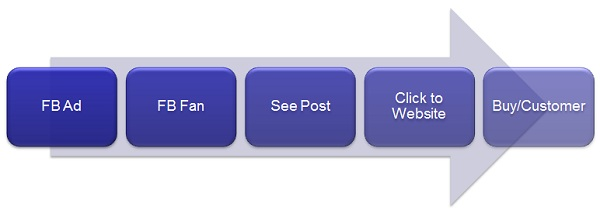 FB Ad
FB Fan
See Post
Click to
Website
Buy/Customer